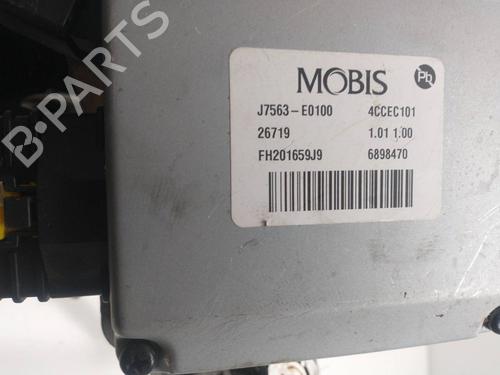 MOBIS
Pb
J7563-E0100 4CCEC101
26719 1.01 1.00
FH201659J9 6898470
B-PARTS